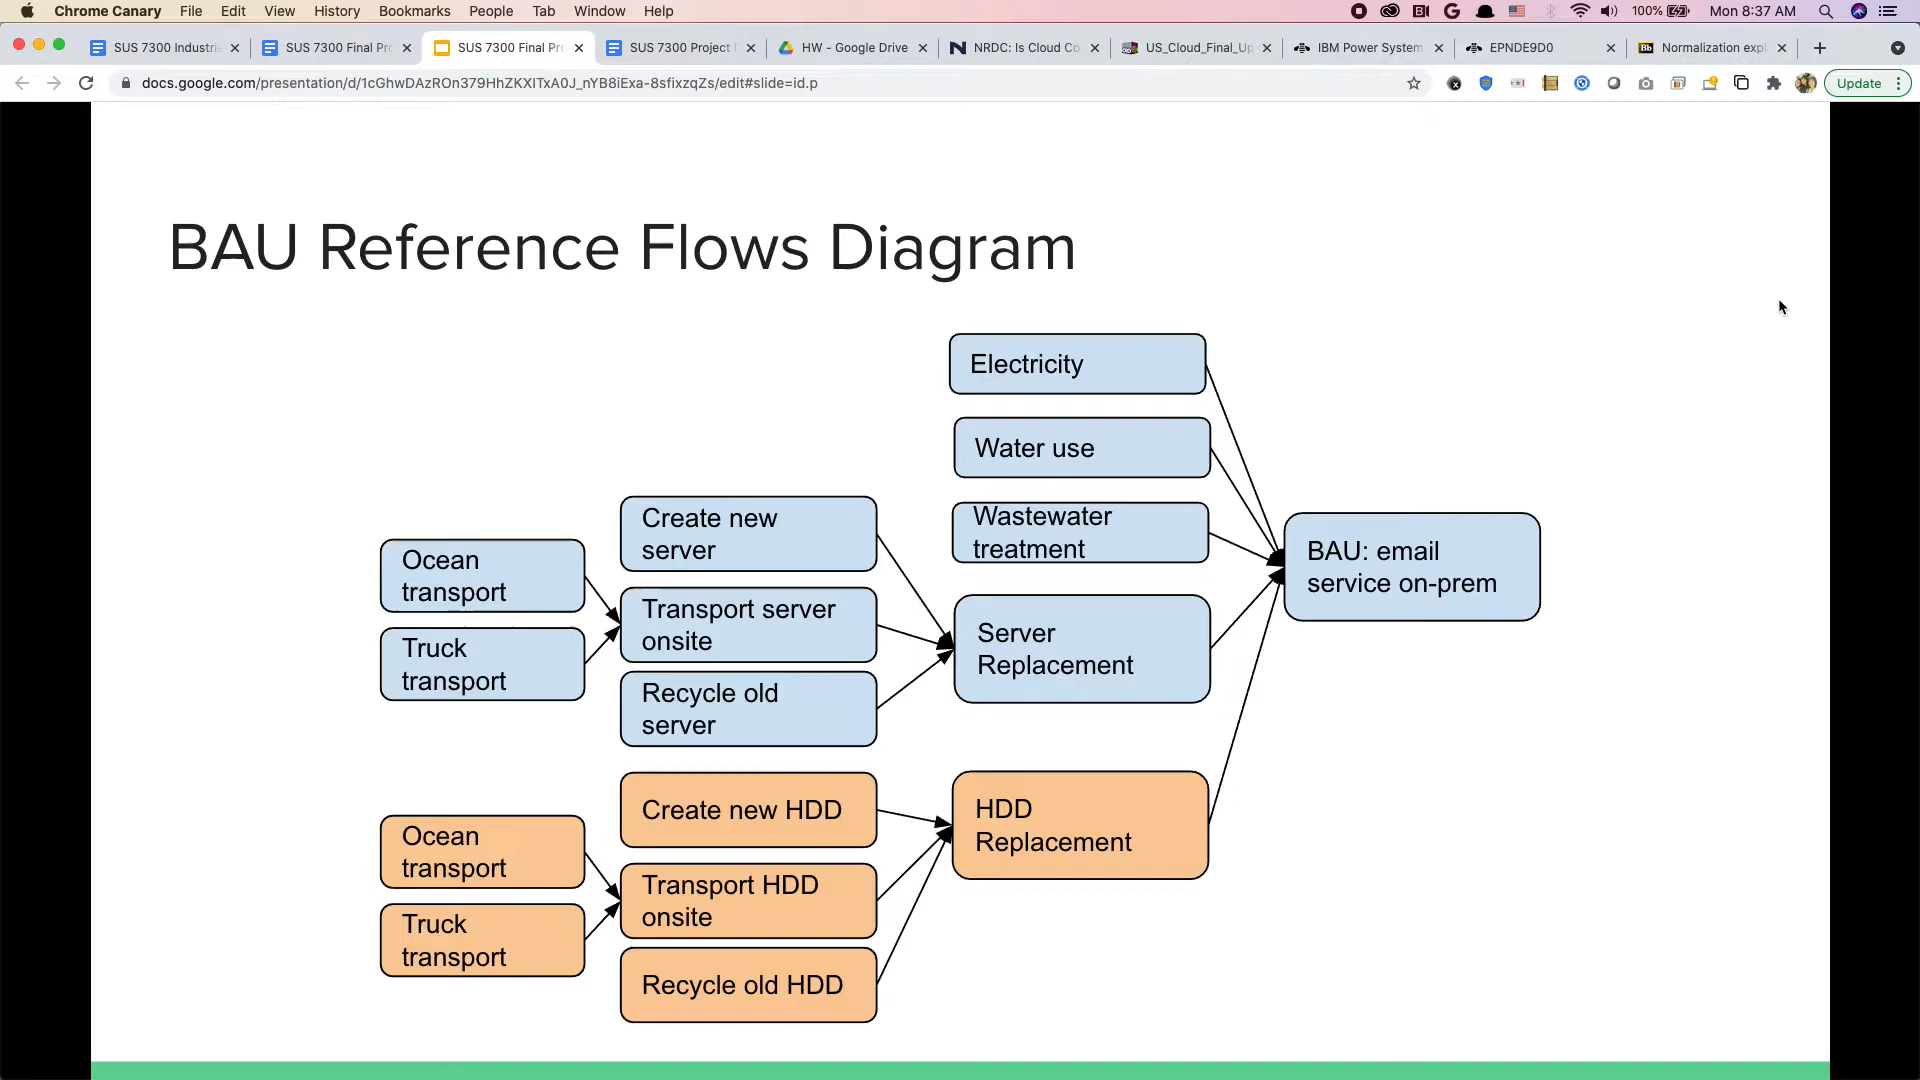 Chrome Canary File Edit View History Bookmarks People Tab Window Help 100% Mon 8:37 AM
SUS 7300 Industria SUS 7300 Final Pro SUS 7300 Final Pro SUS 7300 Project HW - Google Drive NRDC: Is Cloud Co US_Cloud_Final_Up IBM Power System EPNDE9D0 Normalization expl
docs.google.com/presentation/d/1cGhwDAzROn379HhZKXITxA0J_nYB8iExa-8sfixzqZs/edit#slide=id.p Update
BAU Reference Flows Diagram
Electricity
Water use
Wastewater
treatment
Create new
server
Ocean
transport
Transport server
onsite
Truck
transport
Recycle old
server
Server
Replacement
BAU: email
service on-prem
Create new HDD
HDD
Replacement
Ocean
transport
Transport HDD
onsite
Truck
transport
Recycle old HDD